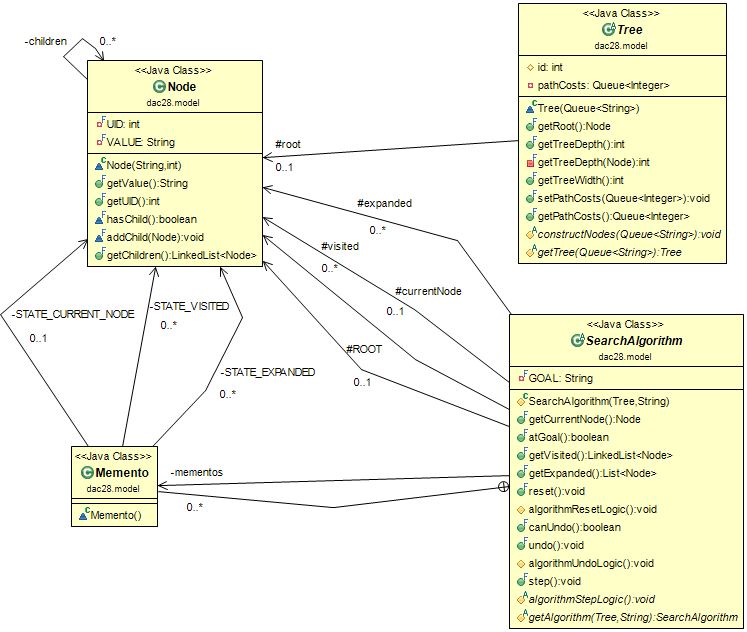 -children
0..*
<<Java Class>>
Node
dac28.model
UID: int
VALUE: String
Node(String,int)
getValue():String
getUID():int
hasChild():boolean
addChild(Node):void
getChildren():LinkedList<Node>
<<Java Class>>
Tree
dac28.model
id: int
pathCosts: Queue<Integer>
Tree(Queue<String>)
getRoot():Node
getTreeDepth():int
getTreeDepth(Node):int
getTreeWidth():int
setPathCosts(Queue<Integer>):void
getPathCosts():Queue<Integer>
constructNodes(Queue<String>):void
getTree(Queue<String>):Tree
#root
0..1
#expanded
0..*
#visited
0..*
#currentNode
0..1
#ROOT
0..1
-STATE_CURRENT_NODE
0..1
-STATE_VISITED
0..*
-STATE_EXPANDED
0..*
<<Java Class>>
Memento
dac28.model
Memento()
-mementos
0..*
<<Java Class>>
SearchAlgorithm
dac28.model
GOAL: String
SearchAlgorithm(Tree,String)
getCurrentNode():Node
atGoal():boolean
getVisited():LinkedList<Node>
getExpanded():List<Node>
reset():void
algorithmResetLogic():void
canUndo():boolean
undo():void
algorithmUndoLogic():void
step():void
algorithmStepLogic():void
getAlgorithm(Tree,String):SearchAlgorithm